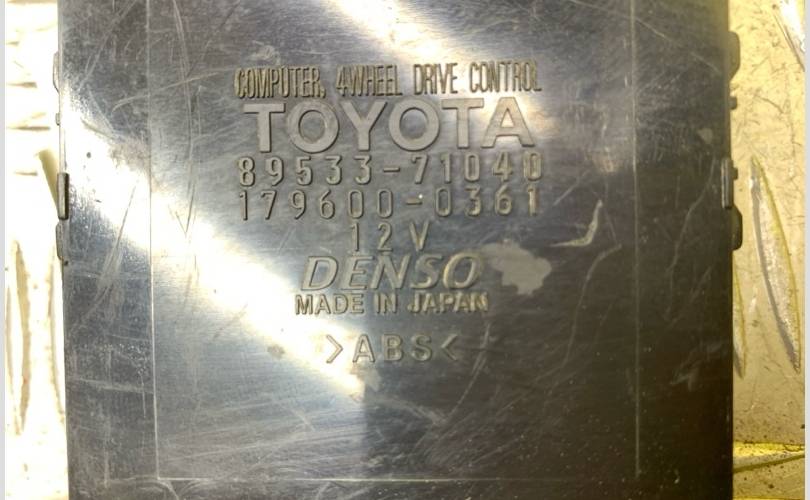 COMPUTER, 4WHEEL DRIVE CONTROL
TOYOTA
89533-71040
179600-0361
12V
DENSO
MADE IN JAPAN
>ABS<